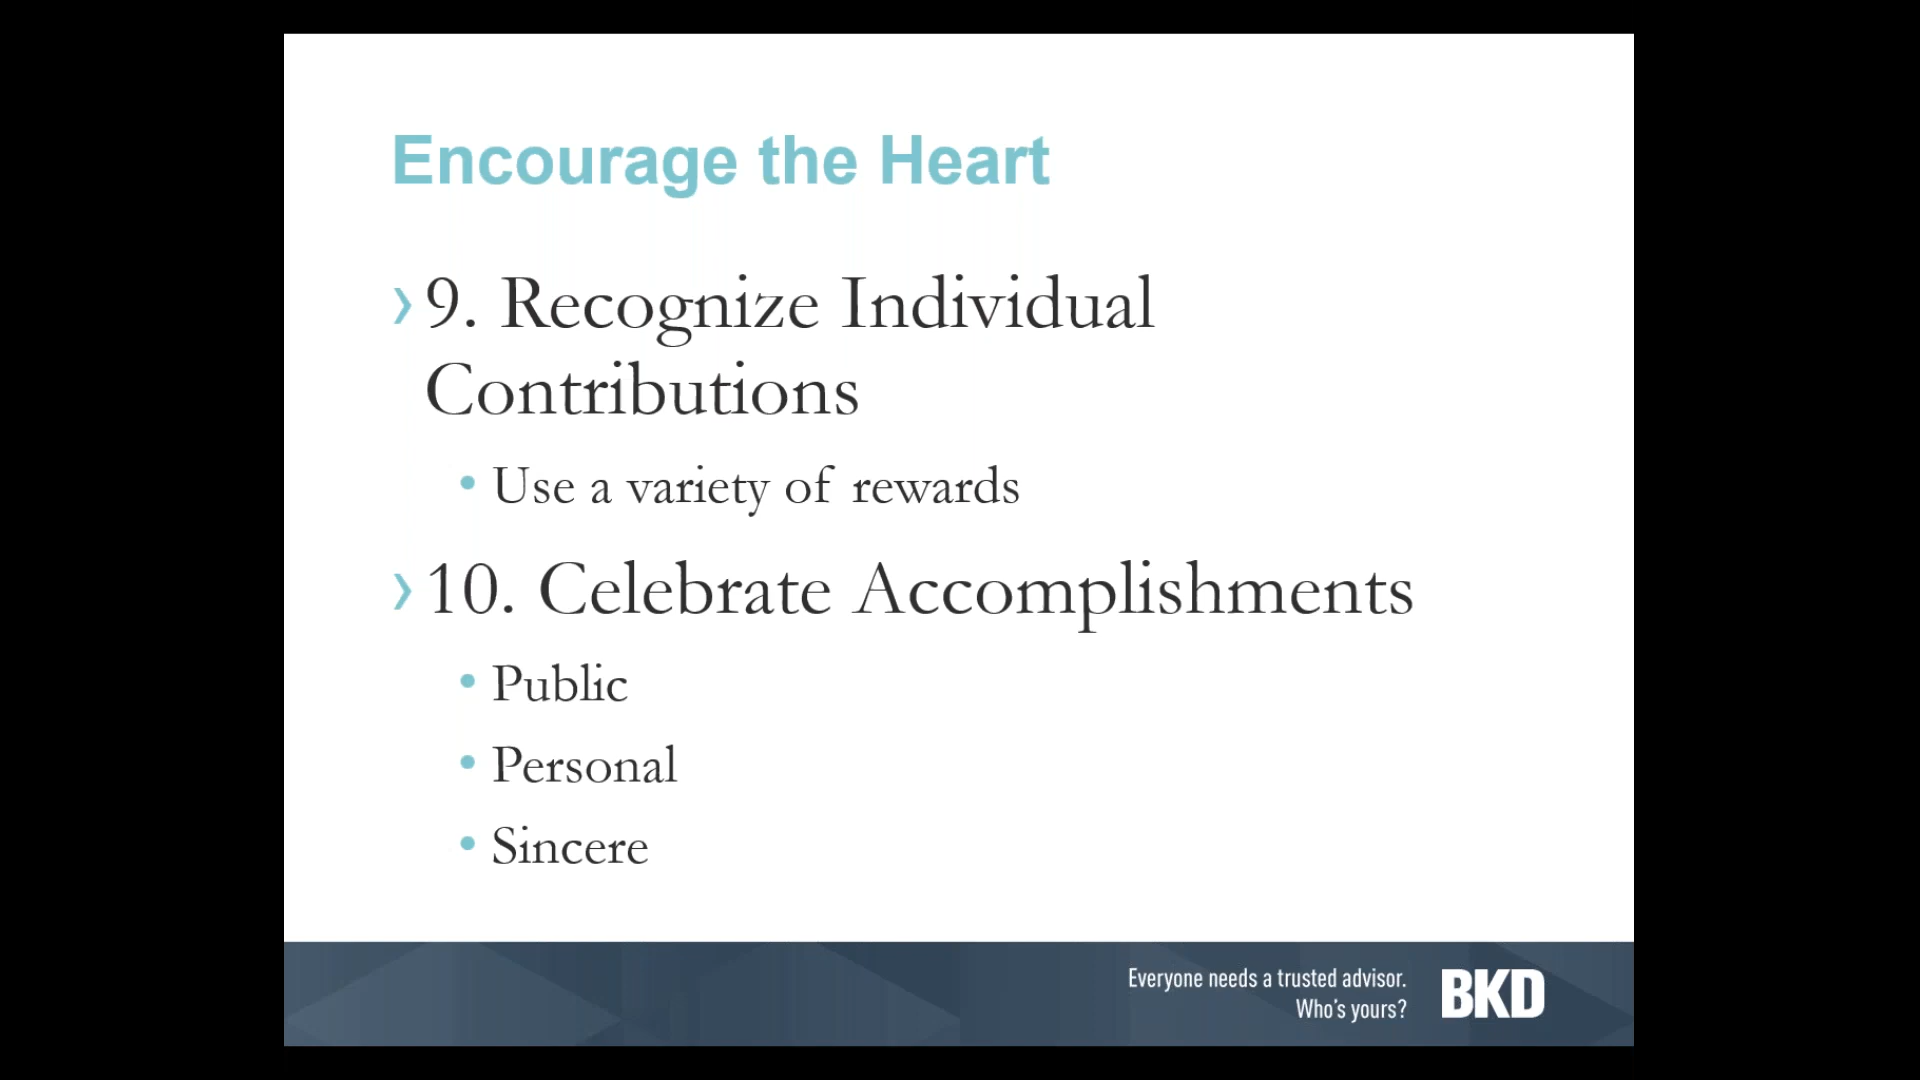 Encourage the Heart
› 9. Recognize Individual
Contributions
• Use a variety of rewards
› 10. Celebrate Accomplishments
• Public
• Personal
• Sincere
Everyone needs a trusted advisor.
Who's yours?
BKD